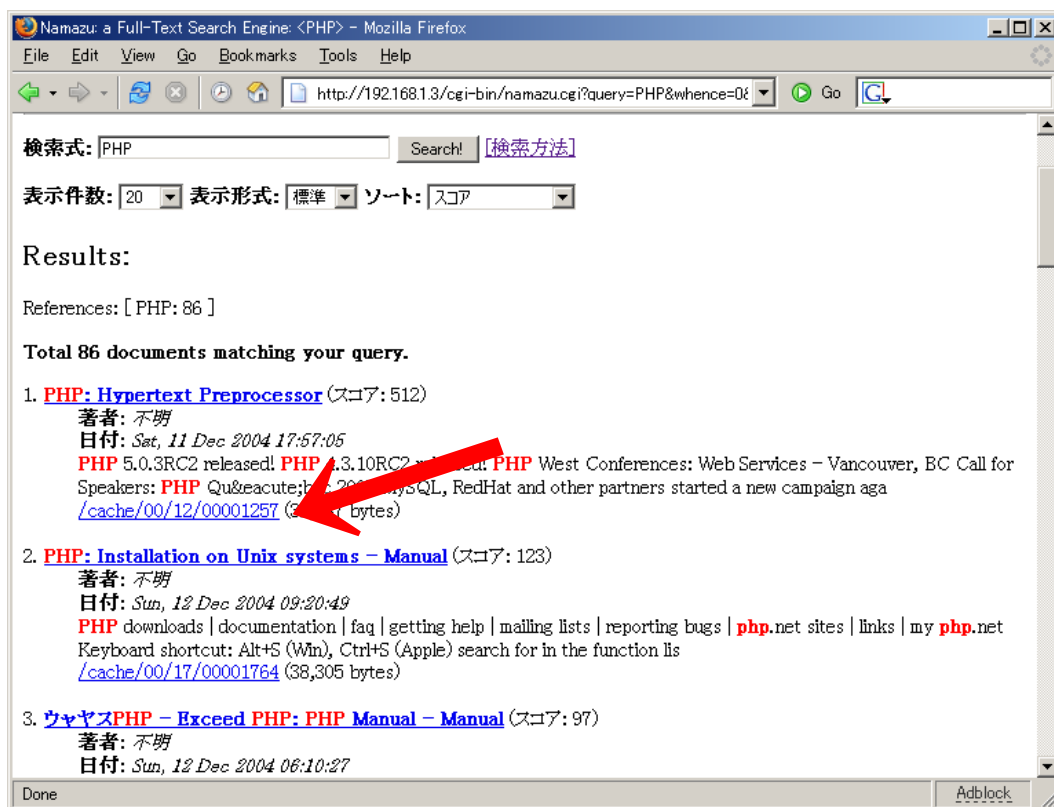 Namazu: a Full-Text Search Engine: <PHP> - Mozilla Firefox
File Edit View Go Bookmarks Tools Help
http://192.168.1.3/cgi-bin/namazu.cgi?query=PHP&whence=0& Go G
検索式: PHP Search! [検索方法]
表示件数: 20 表示形式: 標準 ソート: スコア
Results:
References: [ PHP: 86 ]
Total 86 documents matching your query.
1. PHP: Hypertext Preprocessor (スコア: 512)
著者: 不明
日付: Sat, 11 Dec 2004 17:57:05
PHP 5.0.3RC2 released! PHP 4.3.10RC2 released! PHP West Conferences: Web Services - Vancouver, BC Call for
Speakers: PHP Qu&eacute;bec MySQL, RedHat and other partners started a new campaign aga
/cache/00/12/00001257 bytes)
2. PHP: Installation on Unix systems - Manual (スコア: 123)
著者: 不明
日付: Sun, 12 Dec 2004 09:20:49
PHP downloads | documentation | faq | getting help | mailing lists | reporting bugs | php.net sites | links | my php.net
Keyboard shortcut: Alt+S (Win), Ctrl+S (Apple) search for in the function lis
/cache/00/17/00001764 (38,305 bytes)
3. ウャヤスPHP - Exceed PHP: PHP Manual - Manual (スコア: 97)
著者: 不明
日付: Sun, 12 Dec 2004 06:10:27
Done Adblock